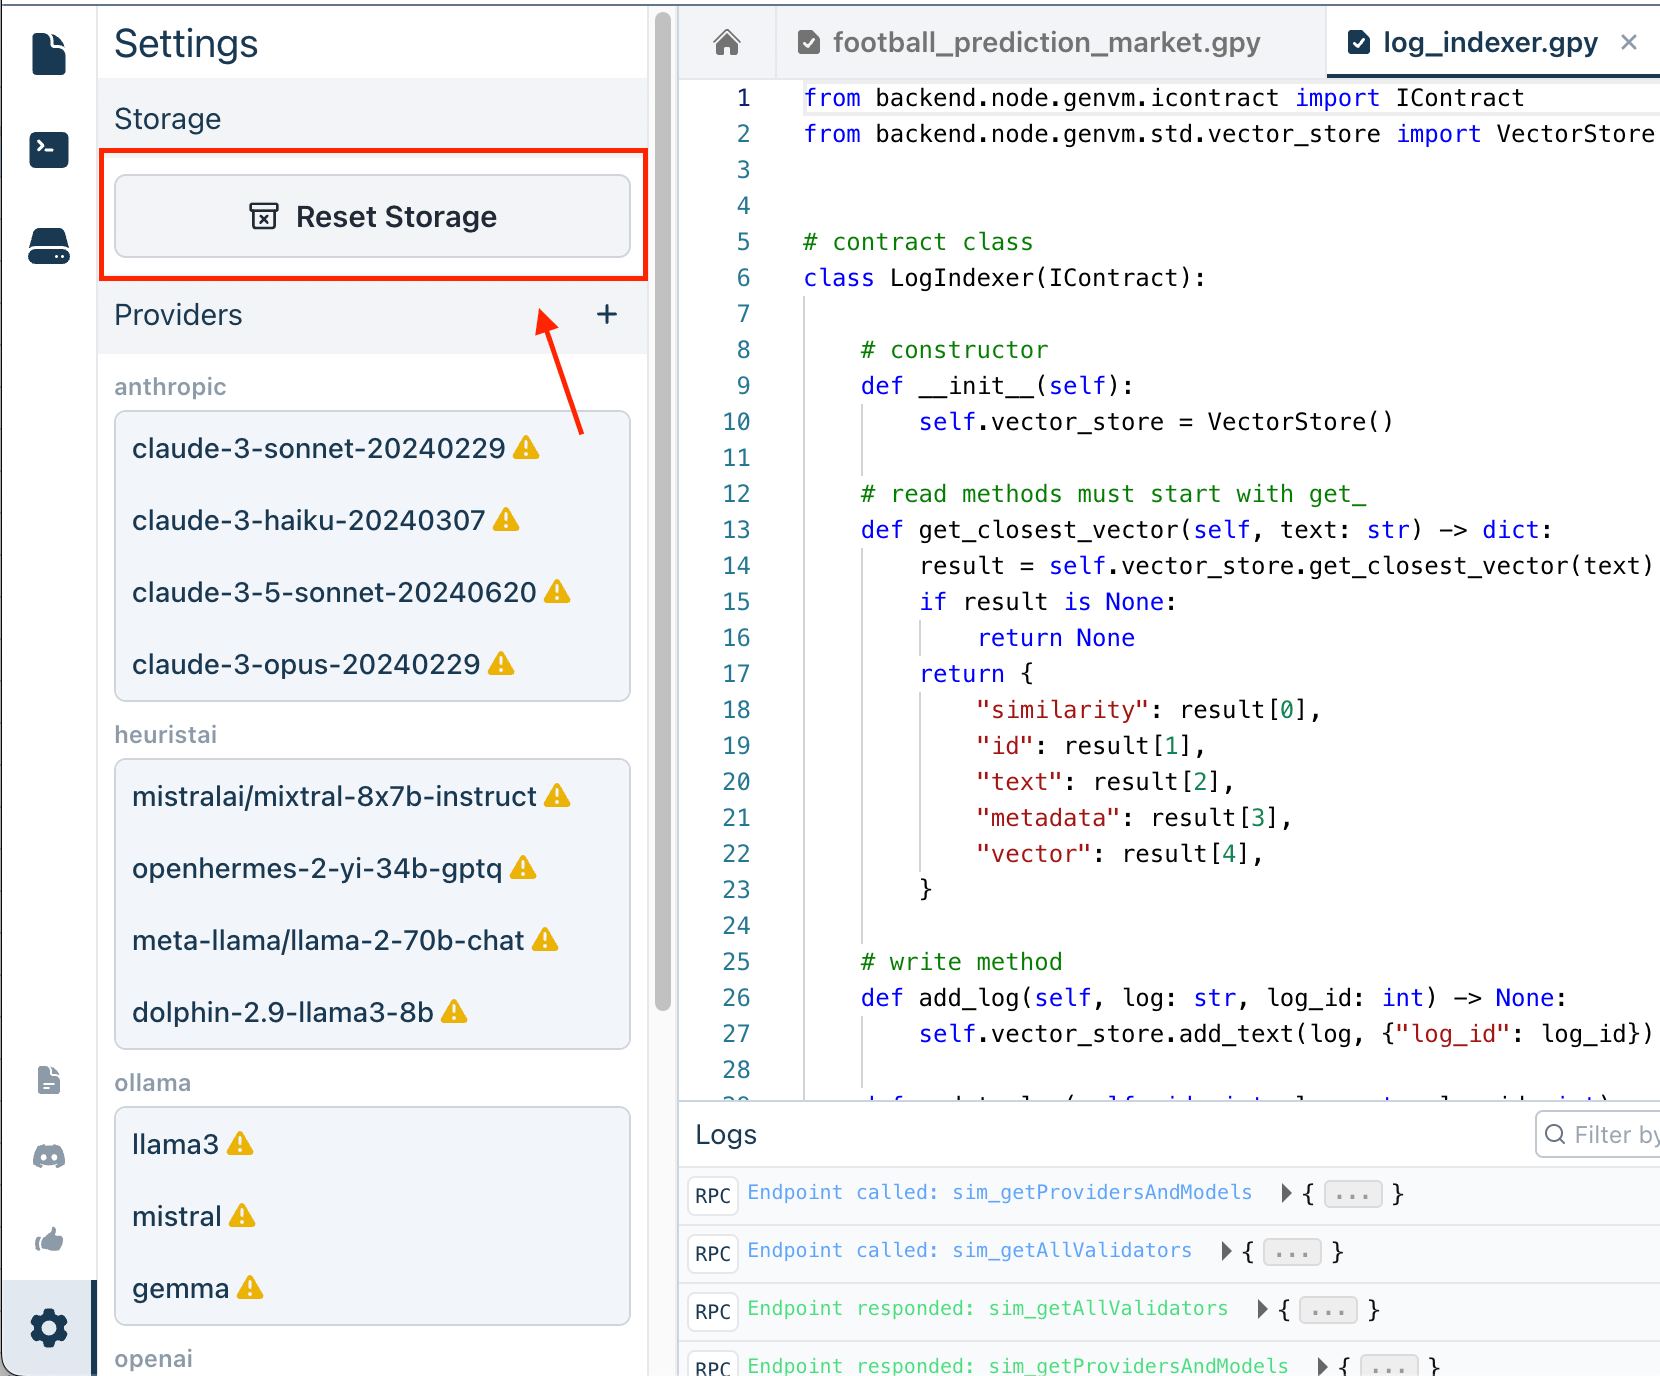 Settings
Storage
Reset Storage
Providers +
anthropic
claude-3-sonnet-20240229
claude-3-haiku-20240307
claude-3-5-sonnet-20240620
claude-3-opus-20240229
heuristai
mistralai/mixtral-8x7b-instruct
openhermes-2-yi-34b-gptq
meta-llama/llama-2-70b-chat
dolphin-2.9-llama3-8b
ollama
llama3
mistral
gemma
openai
football_prediction_market.gpy
log_indexer.gpy
1 from backend.node.genvm.icontract import IContract
2 from backend.node.genvm.std.vector_store import VectorStore
3
4
5 # contract class
6 class LogIndexer(IContract):
7
8 # constructor
9 def __init__(self):
10 self.vector_store = VectorStore()
11
12 # read methods must start with get_
13 def get_closest_vector(self, text: str) -> dict:
14 result = self.vector_store.get_closest_vector(text)
15 if result is None:
16 return None
17 return {
18 "similarity": result[0],
19 "id": result[1],
20 "text": result[2],
21 "metadata": result[3],
22 "vector": result[4],
23 }
24
25 # write method
26 def add_log(self, log: str, log_id: int) -> None:
27 self.vector_store.add_text(log, {"log_id": log_id})
28
Logs
Filter by
RPC Endpoint called: sim_getProvidersAndModels { ... }
RPC Endpoint called: sim_getAllValidators { ... }
RPC Endpoint responded: sim_getAllValidators { ... }
RPC Endpoint responded: sim_getProvidersAndModels { ... }